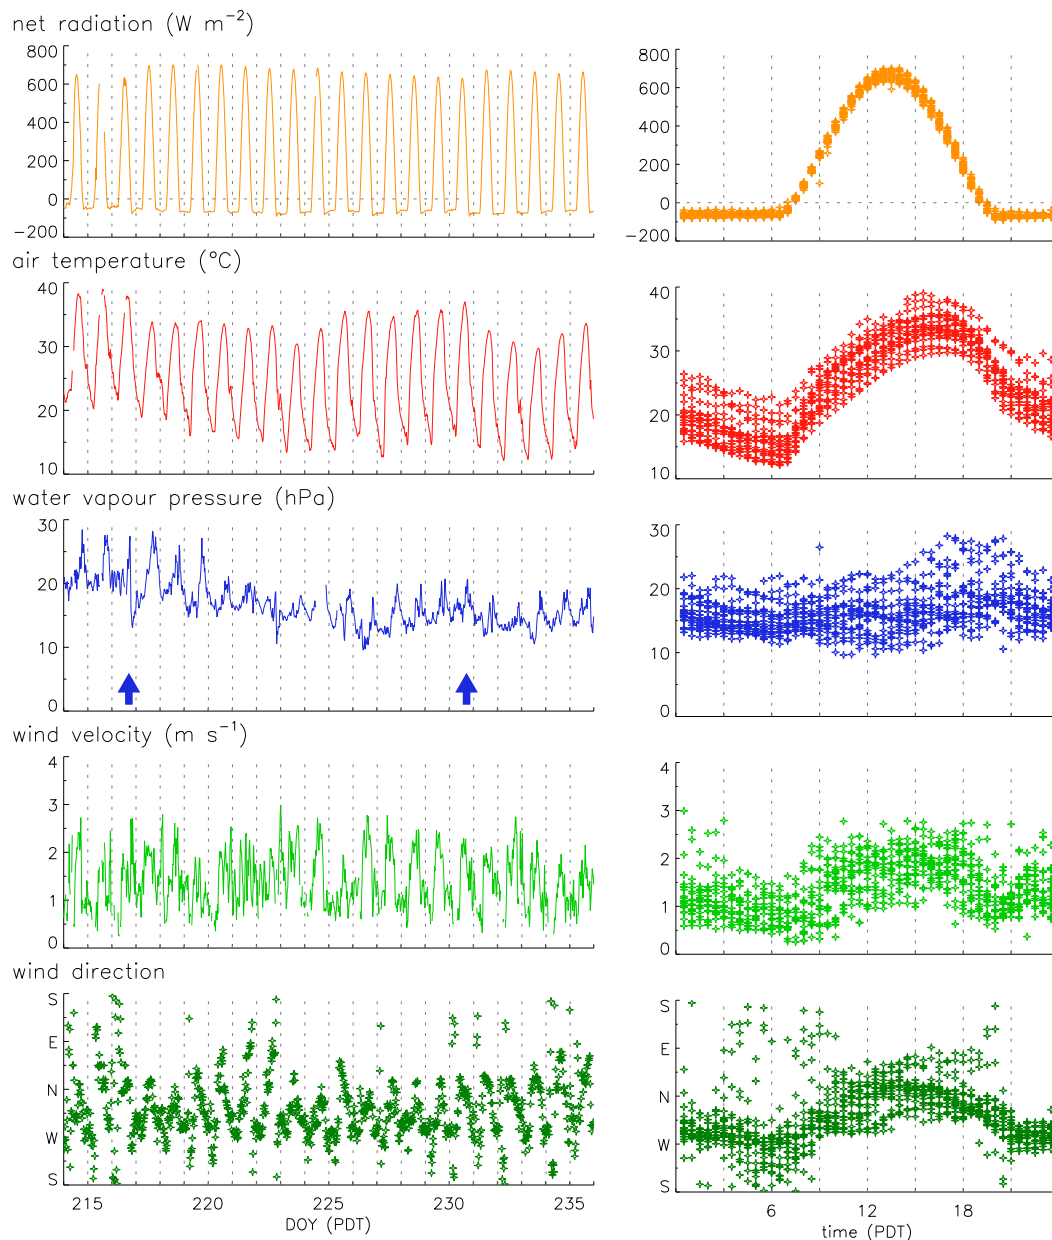 net radiation (W m⁻²)
800
600
400
200
0
−200
800
600
400
200
0
−200
air temperature (°C)
40
30
20
10
40
30
20
10
water vapour pressure (hPa)
30
20
10
0
30
20
10
0
wind velocity (m s⁻¹)
4
3
2
1
0
4
3
2
1
0
wind direction
S
E
N
W
S
S
E
N
W
S
215 220 225 230 235
DOY (PDT)
6 12 18
time (PDT)